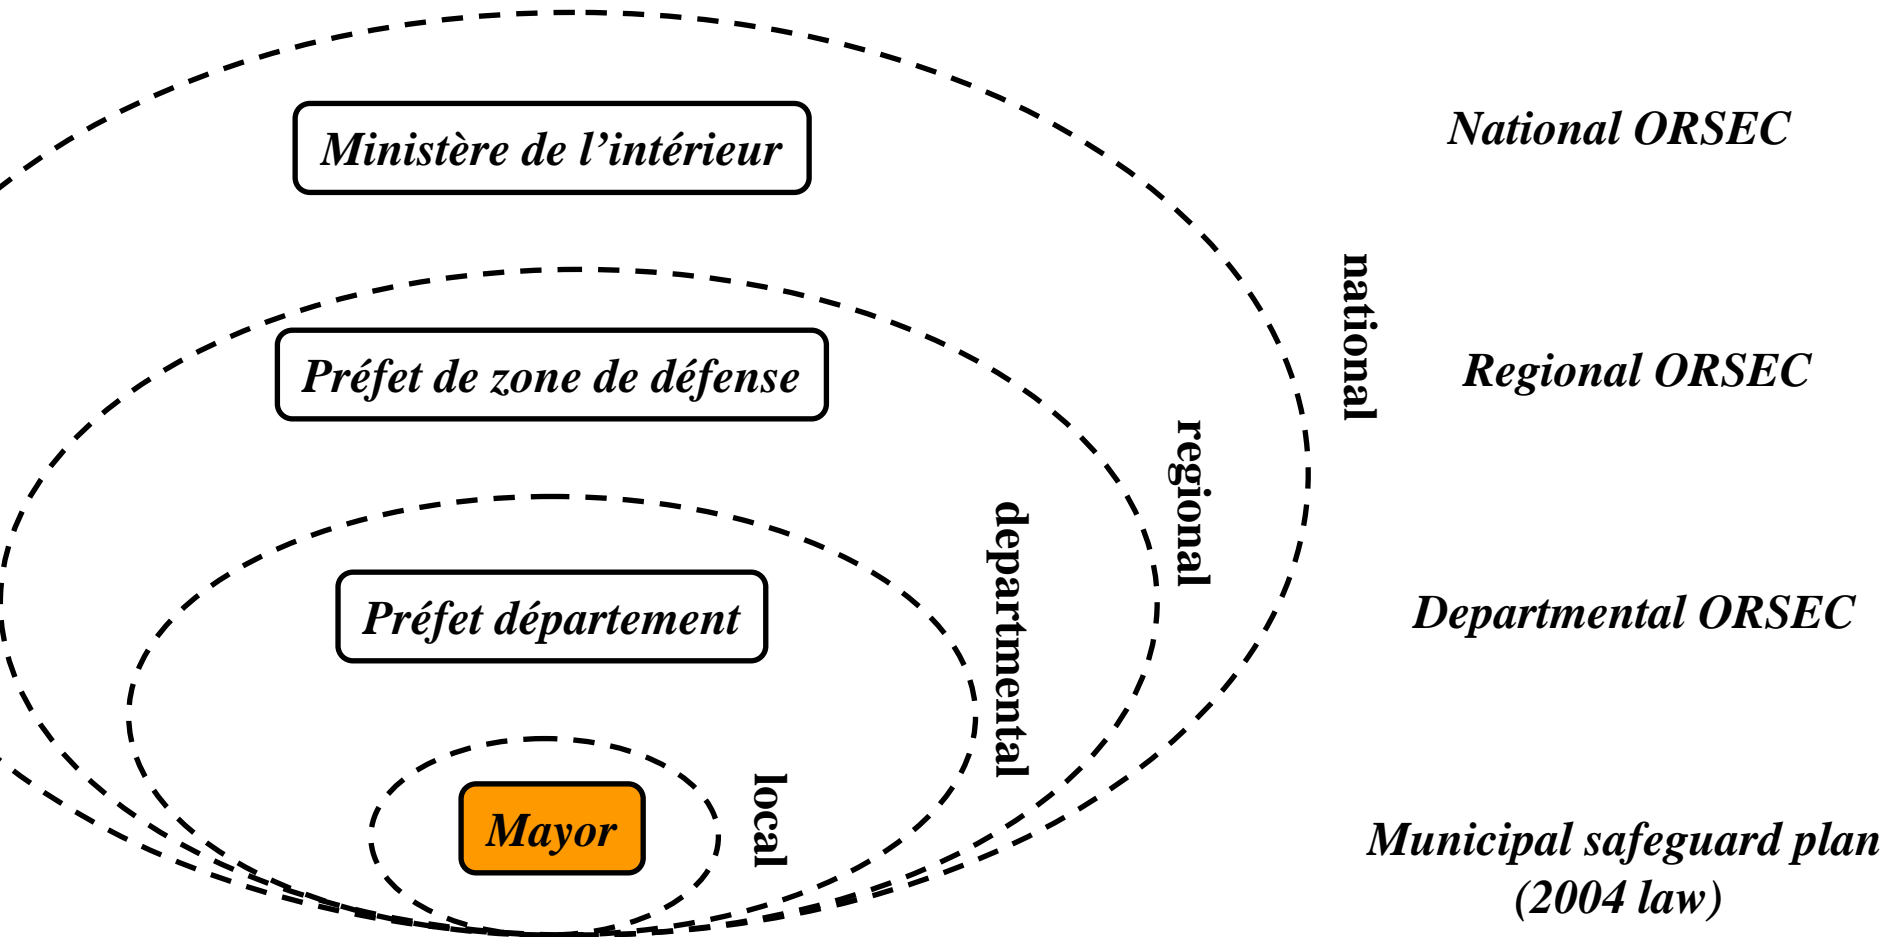 Ministère de l’intérieur
National ORSEC
national
Préfet de zone de défense
Regional ORSEC
regional
Préfet département
Departmental ORSEC
departmental
Mayor
local
Municipal safeguard plan
(2004 law)